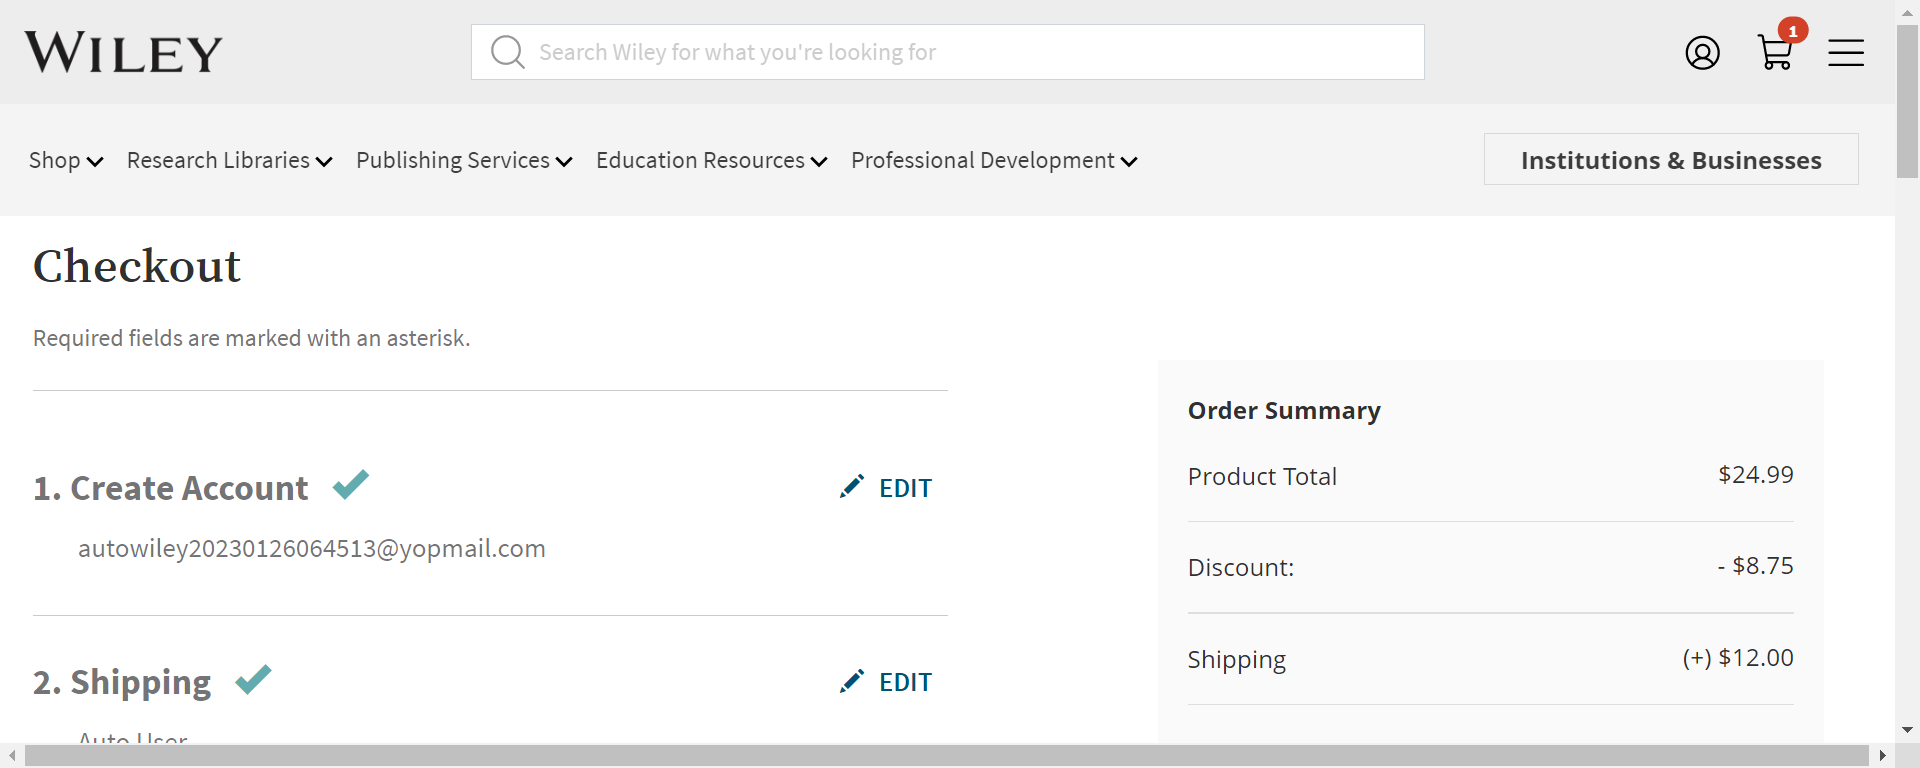 WILEY
Search Wiley for what you're looking for
1
Shop Research Libraries Publishing Services Education Resources Professional Development Institutions & Businesses
Checkout
Required fields are marked with an asterisk.
1. Create Account
EDIT
autowiley20230126064513@yopmail.com
2. Shipping
EDIT
Auto User
Order Summary
Product Total $24.99
Discount: - $8.75
Shipping (+) $12.00